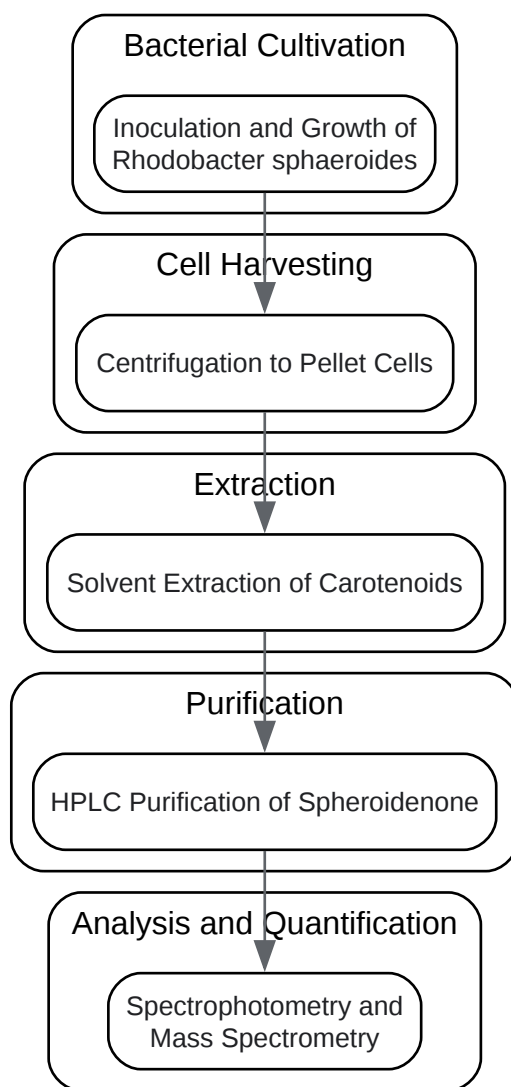 Bacterial Cultivation
Inoculation and Growth of
Rhodobacter sphaeroides
Cell Harvesting
Centrifugation to Pellet Cells
Extraction
Solvent Extraction of Carotenoids
Purification
HPLC Purification of Spheroidenone
Analysis and Quantification
Spectrophotometry and
Mass Spectrometry